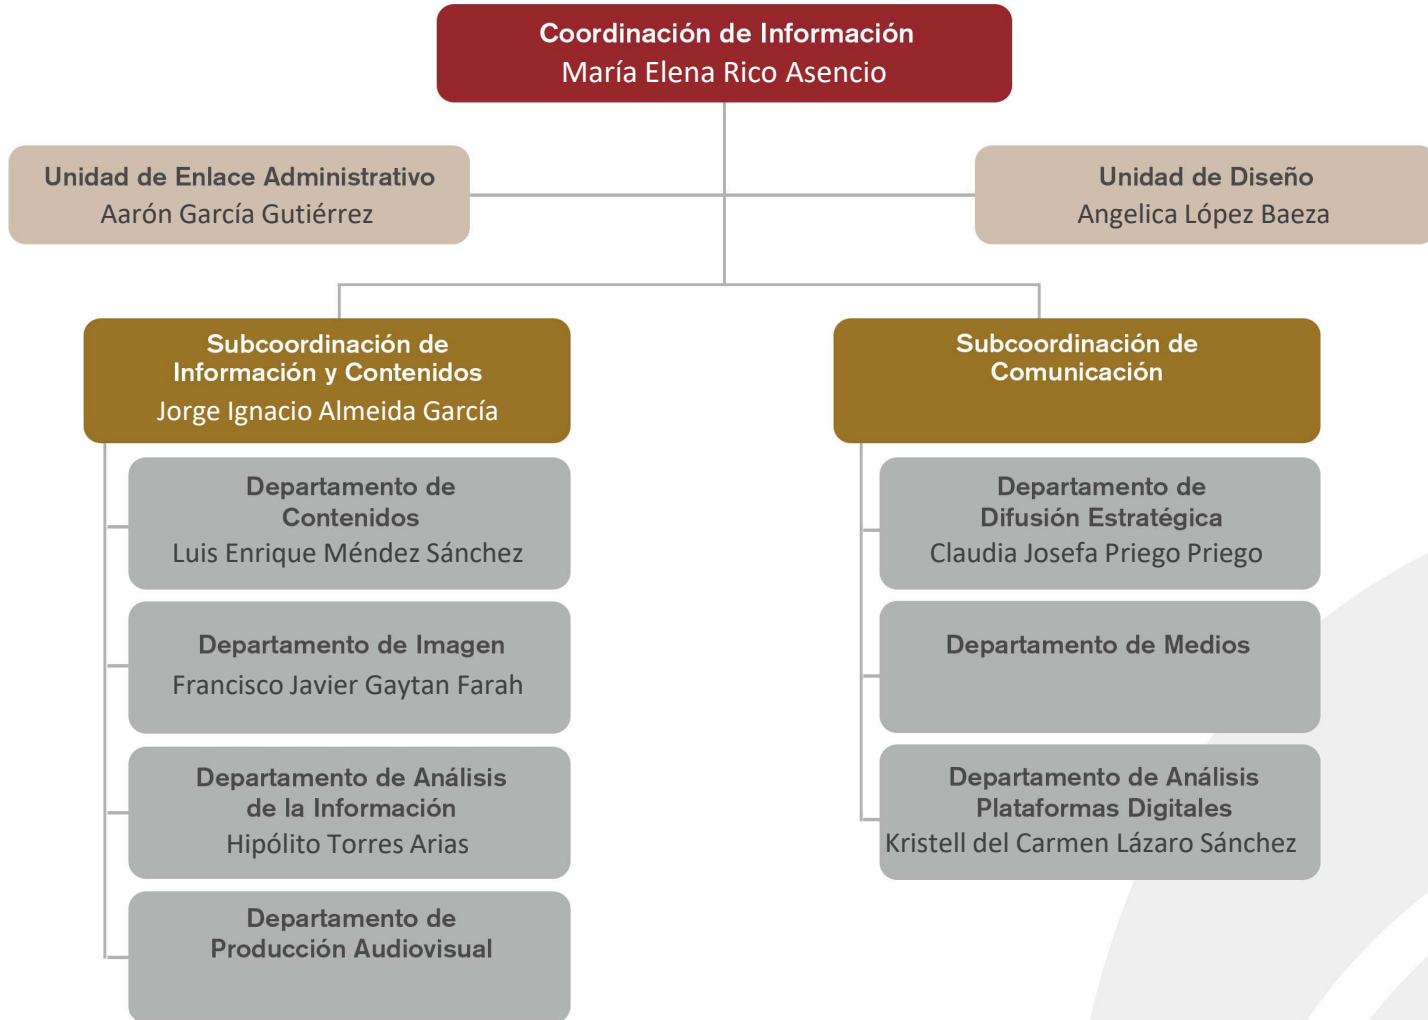 Coordinación de Información
María Elena Rico Asencio
Unidad de Enlace Administrativo
Aarón García Gutiérrez
Unidad de Diseño
Angelica López Baeza
Subcoordinación de
Información y Contenidos
Jorge Ignacio Almeida García
Departamento de
Contenidos
Luis Enrique Méndez Sánchez
Departamento de Imagen
Francisco Javier Gaytan Farah
Departamento de Análisis
de la Información
Hipólito Torres Arias
Departamento de
Producción Audiovisual
Subcoordinación de
Comunicación
Departamento de
Difusión Estratégica
Claudia Josefa Priego Priego
Departamento de Medios
Departamento de Análisis
Plataformas Digitales
Kristell del Carmen Lázaro Sánchez